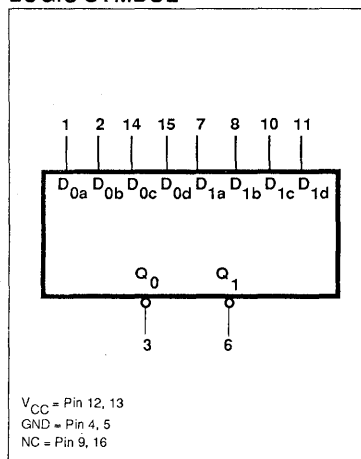 LOGIC SYMBOL
1 2 14 15 7 8 10 11
D0a D0b D0c D0d D1a D1b D1c D1d
Q0 Q1
3 6
VCC = Pin 12, 13
GND = Pin 4, 5
NC = Pin 9, 16